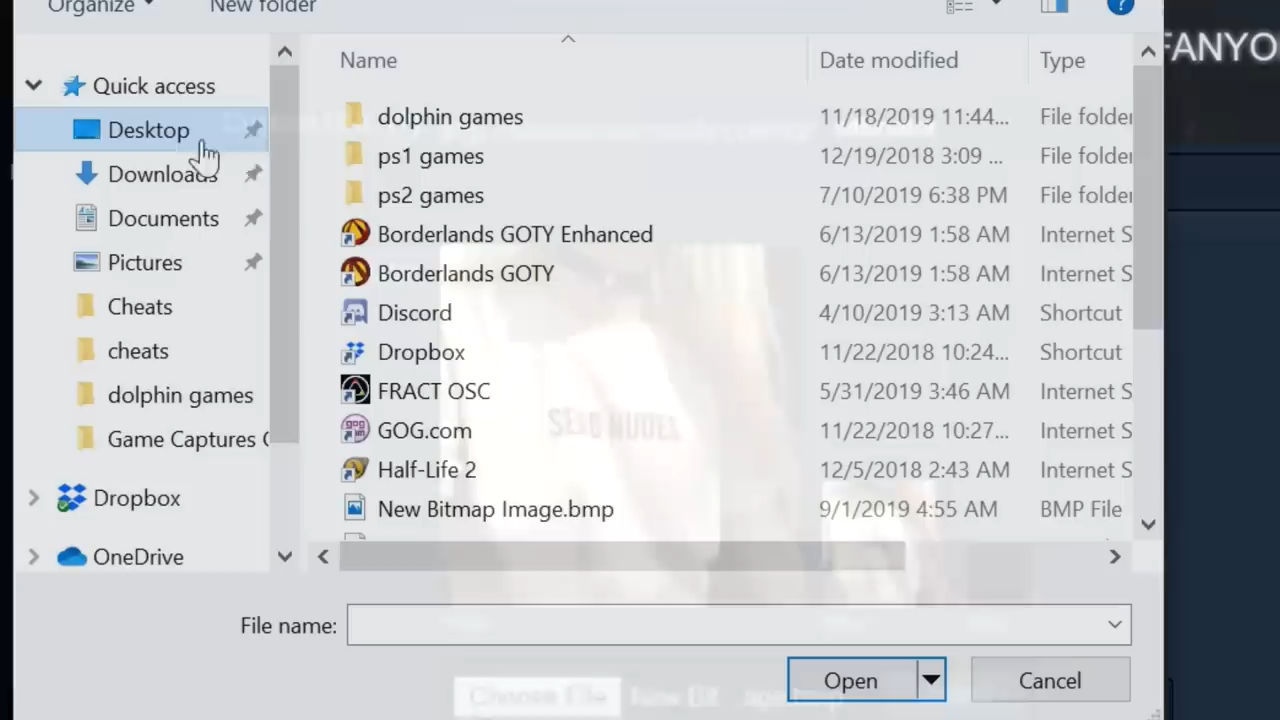 Organize New folder
FANYO
Quick access
Desktop
Downloads
Documents
Pictures
Cheats
cheats
dolphin games
Game Captures
Dropbox
OneDrive
Name Date modified Type
dolphin games 11/18/2019 11:44... File folder
ps1 games 12/19/2018 3:09 ... File folder
ps2 games 7/10/2019 6:38 PM File folder
Borderlands GOTY Enhanced 6/13/2019 1:58 AM Internet S
Borderlands GOTY 6/13/2019 1:58 AM Internet S
Discord 4/10/2019 3:13 AM Shortcut
Dropbox 11/22/2018 10:24... Shortcut
FRACT OSC 5/31/2019 3:46 AM Internet S
GOG.com 11/22/2018 10:27... Internet S
Half-Life 2 12/5/2018 2:43 AM Internet S
New Bitmap Image.bmp 9/1/2019 4:55 AM BMP File
SEND NUDES
File name:
Open Cancel
Choose File